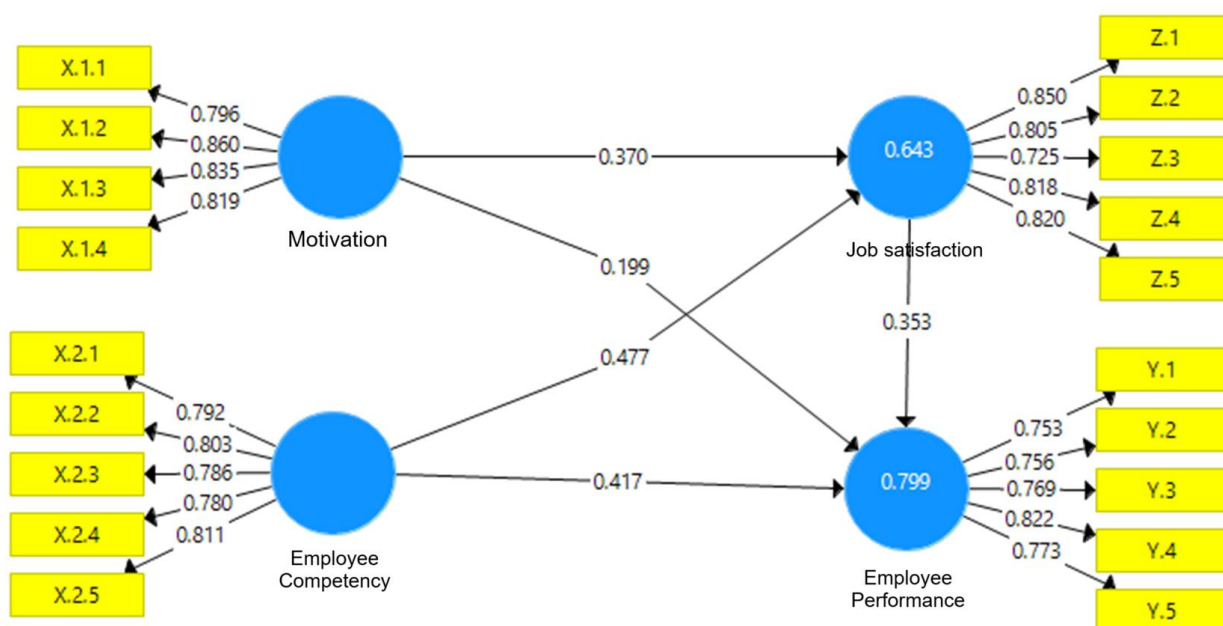 X.1.1
X.1.2
X.1.3
X.1.4
0.796
0.860
0.835
0.819
Motivation
X.2.1
X.2.2
X.2.3
X.2.4
X.2.5
0.792
0.803
0.786
0.780
0.811
Employee
Competency
0.370
0.199
0.477
0.417
0.643
Job satisfaction
0.353
0.850
0.805
0.725
0.818
0.820
Z.1
Z.2
Z.3
Z.4
Z.5
0.799
Employee
Performance
0.753
0.756
0.769
0.822
0.773
Y.1
Y.2
Y.3
Y.4
Y.5